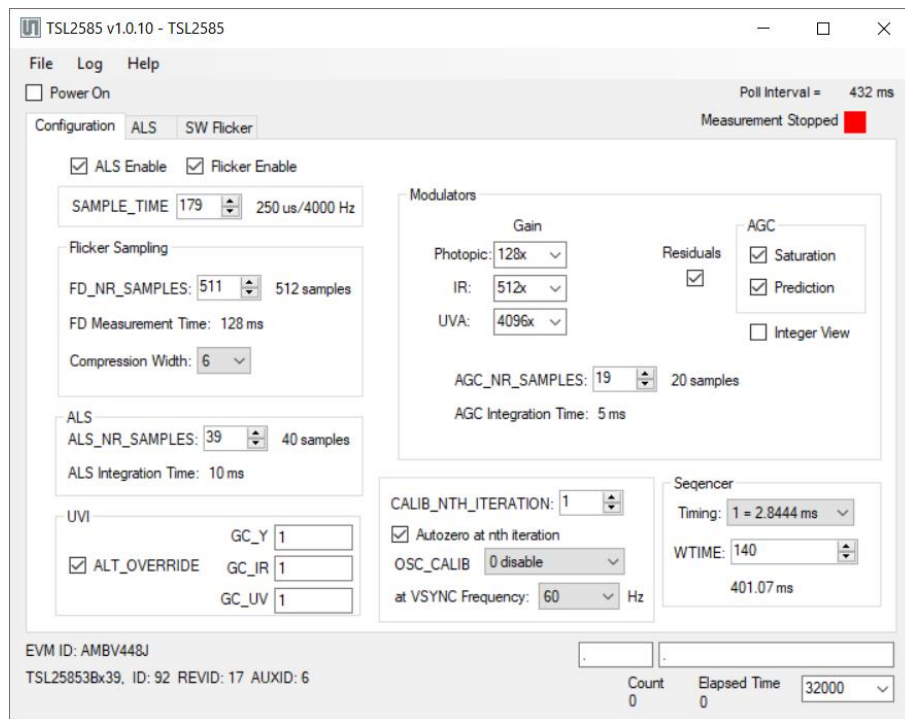 TSL2585 v1.0.10 - TSL2585
File Log Help
Power On
Poll Interval = 432 ms
Measurement Stopped
Configuration ALS SW Flicker
ALS Enable Flicker Enable
SAMPLE_TIME 179 250 us/4000 Hz
Flicker Sampling
FD_NR_SAMPLES: 511 512 samples
FD Measurement Time: 128 ms
Compression Width: 6
ALS
ALS_NR_SAMPLES: 39 40 samples
ALS Integration Time: 10 ms
UVI
ALT_OVERRIDE
GC_Y 1
GC_IR 1
GC_UV 1
Modulators
Gain
Photopic: 128x
IR: 512x
UVA: 4096x
Residuals
AGC
Saturation
Prediction
Integer View
AGC_NR_SAMPLES: 19 20 samples
AGC Integration Time: 5 ms
CALIB_NTH_ITERATION: 1
Autozero at nth iteration
OSC_CALIB 0 disable
at VSYNC Frequency: 60 Hz
Seqencer
Timing: 1 = 2.8444 ms
WTIME: 140
401.07 ms
EVM ID: AMBV448J
TSL25853Bx39, ID: 92 REVID: 17 AUXID: 6
. .
Count Elapsed Time 32000
0 0